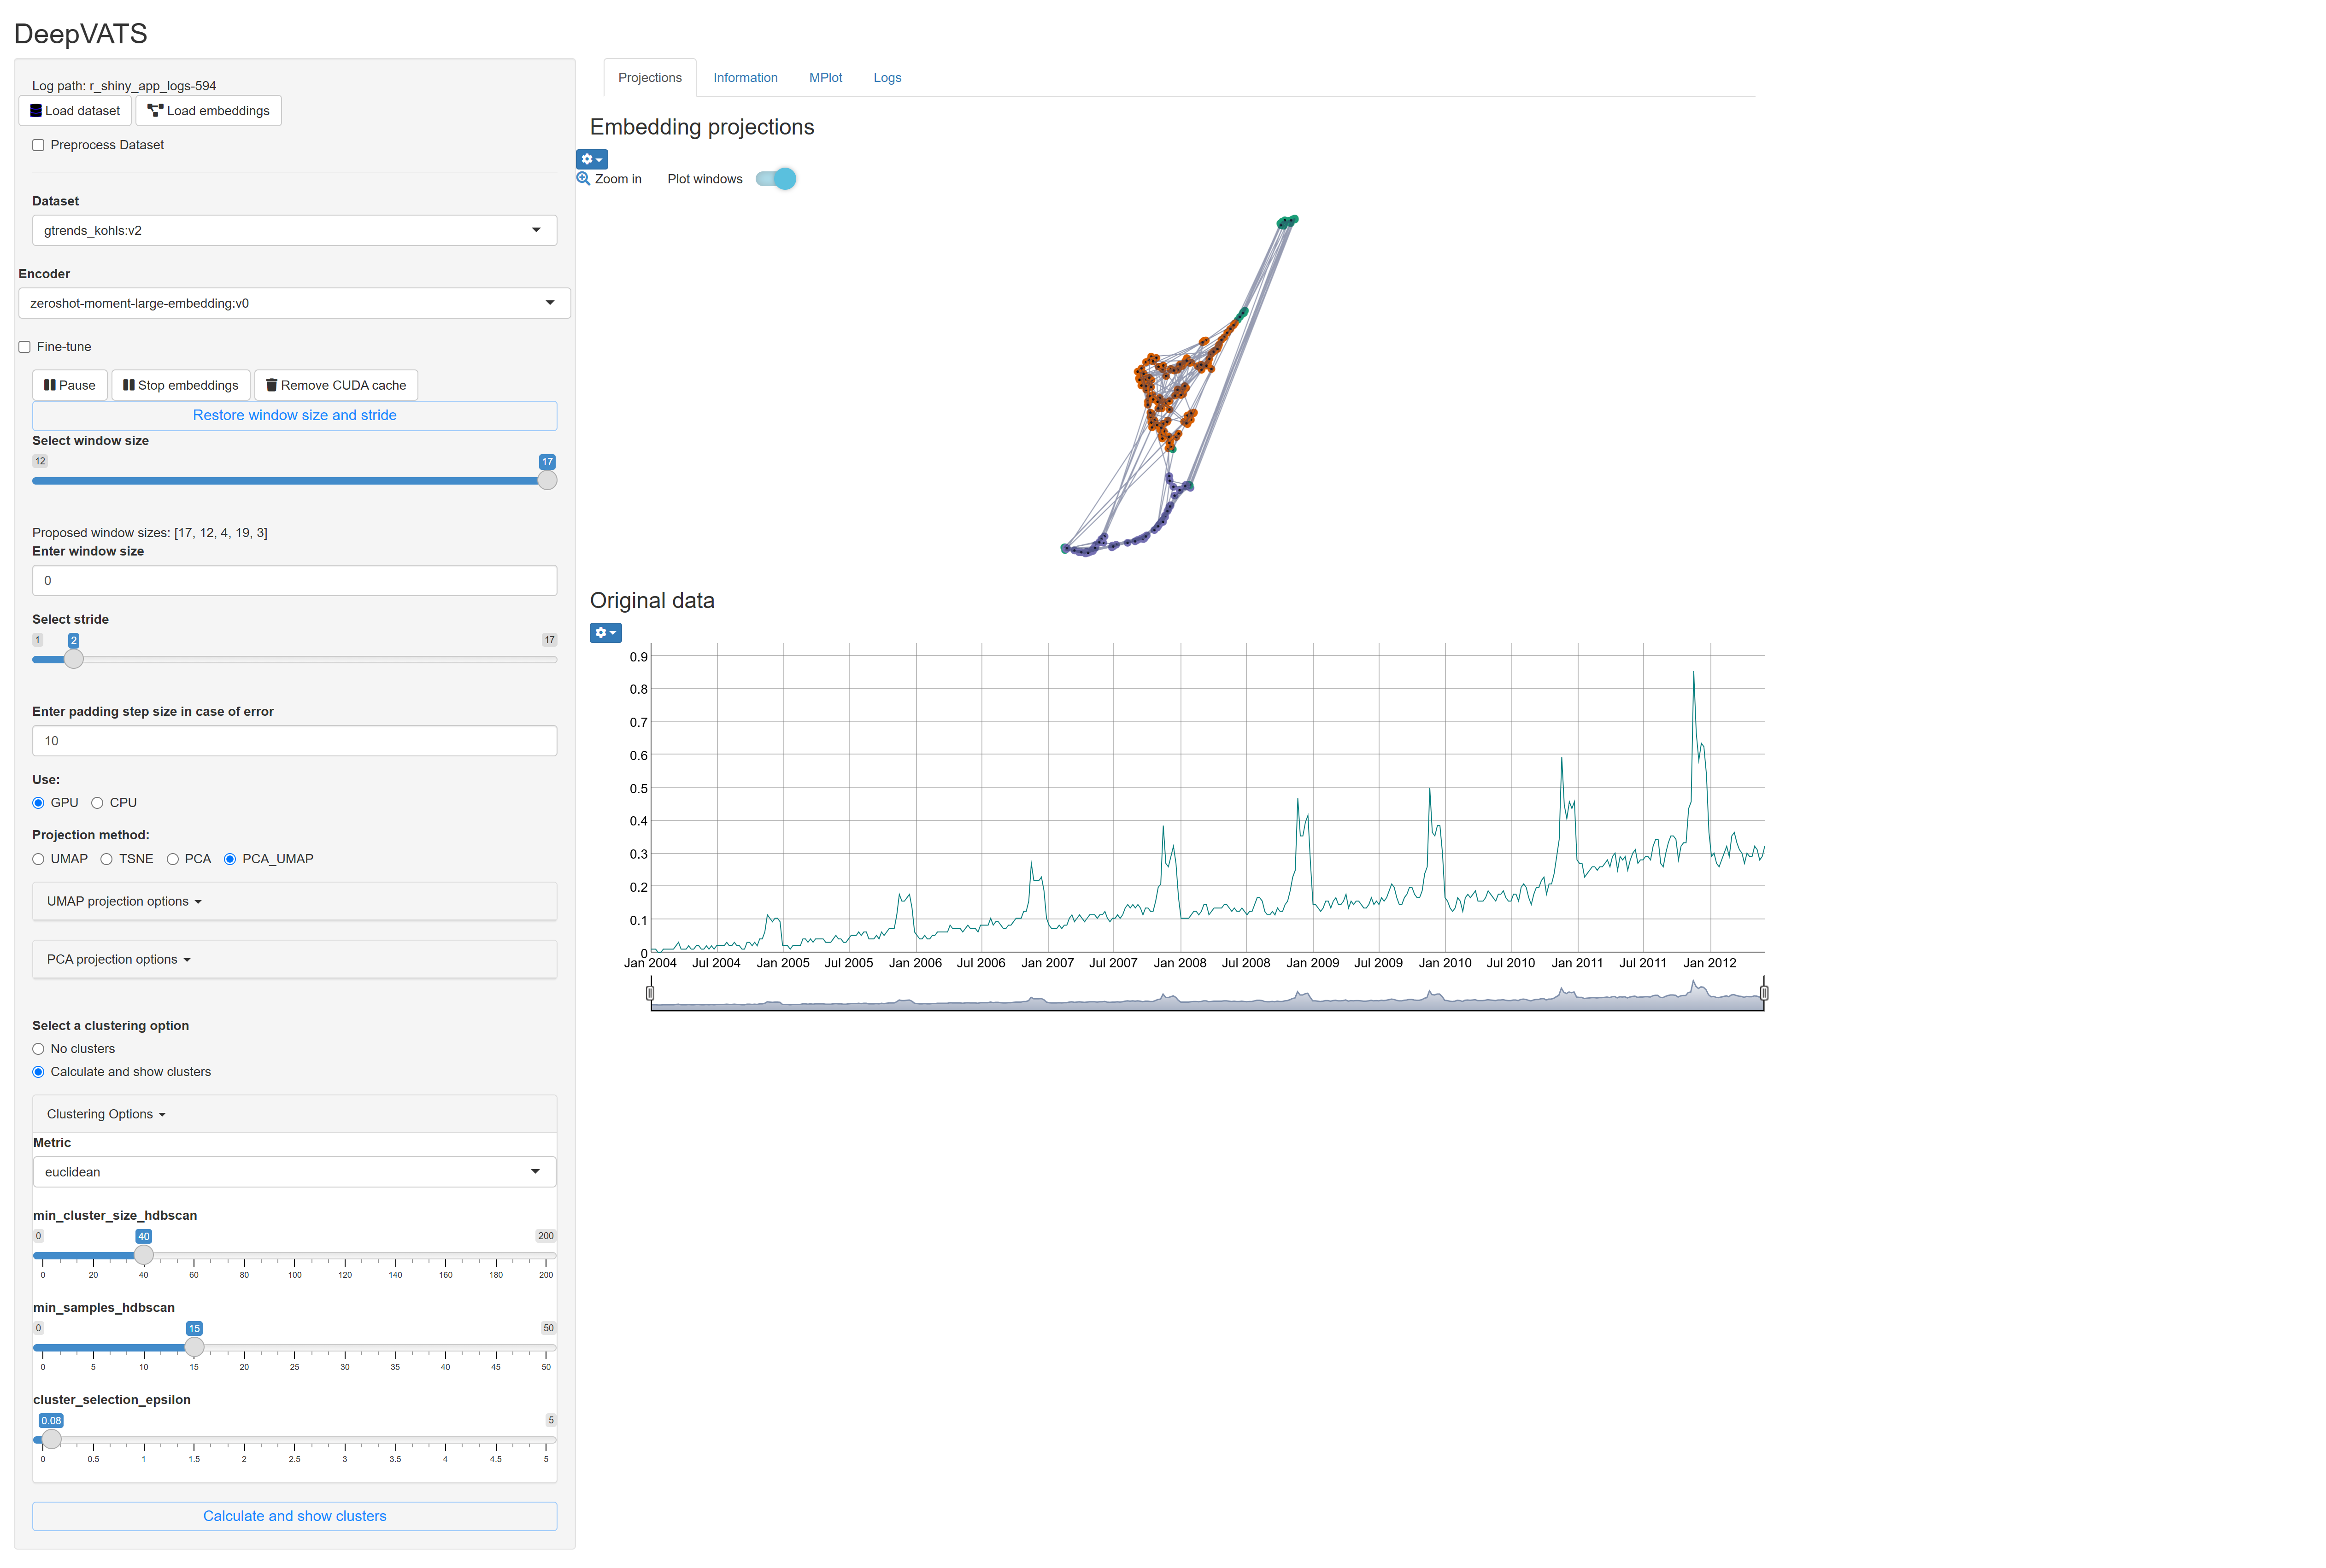 DeepVATS
Log path: r_shiny_app_logs-594
Load dataset
Load embeddings
Preprocess Dataset
Dataset
gtrends_kohls:v2
Encoder
zeroshot-moment-large-embedding:v0
Fine-tune
Pause
Stop embeddings
Remove CUDA cache
Restore window size and stride
Select window size
12
17
Proposed window sizes: [17, 12, 4, 19, 3]
Enter window size
0
Select stride
1
2
17
Enter padding step size in case of error
10
Use:
GPU
CPU
Projection method:
UMAP
TSNE
PCA
PCA_UMAP
UMAP projection options
PCA projection options
Select a clustering option
No clusters
Calculate and show clusters
Clustering Options
Metric
euclidean
min_cluster_size_hdbscan
0
40
200
0 20 40 60 80 100 120 140 160 180 200
min_samples_hdbscan
0
15
50
0 5 10 15 20 25 30 35 40 45 50
cluster_selection_epsilon
0.08
5
0 0.5 1 1.5 2 2.5 3 3.5 4 4.5 5
Calculate and show clusters
Projections
Information
MPlot
Logs
Embedding projections
Zoom in
Plot windows
Original data
0.9
0.8
0.7
0.6
0.5
0.4
0.3
0.2
0.1
0
Jan 2004 Jul 2004 Jan 2005 Jul 2005 Jan 2006 Jul 2006 Jan 2007 Jul 2007 Jan 2008 Jul 2008 Jan 2009 Jul 2009 Jan 2010 Jul 2010 Jan 2011 Jul 2011 Jan 2012